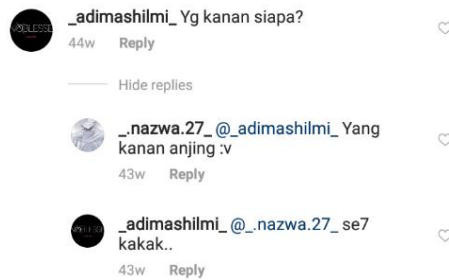 _adimashilmi_ Yg kanan siapa?
44w Reply
Hide replies
_.nazwa.27_ @_adimashilmi_ Yang
kanan anjing :v
43w Reply
_adimashilmi_ @_.nazwa.27_ se7
kakak..
43w Reply